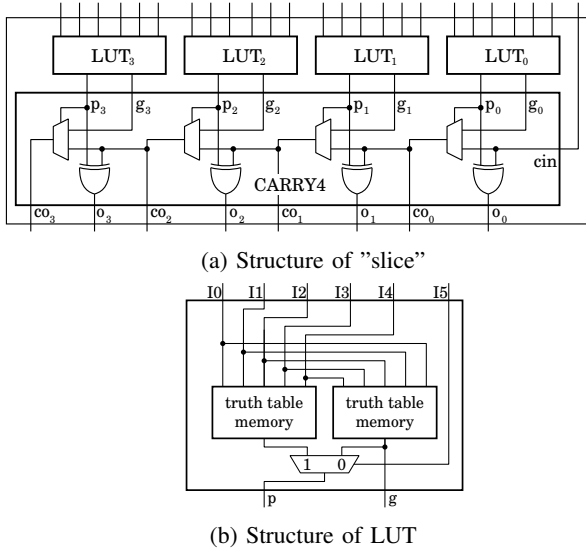 LUT₃ LUT₂ LUT₁ LUT₀
p₃ g₃ p₂ g₂ p₁ g₁ p₀ g₀
cin
CARRY4
co₃ o₃ co₂ o₂ co₁ o₁ co₀ o₀
(a) Structure of ”slice”
I0 I1 I2 I3 I4 I5
truth table memory truth table memory
1 0
p g
(b) Structure of LUT